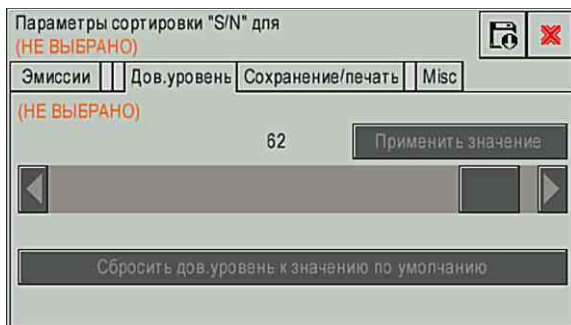 Параметры сортировки "S/N" для
(НЕ ВЫБРАНО)
Эмиссии Дов.уровень Сохранение/печать Misc
(НЕ ВЫБРАНО)
62 Применить значение
Сбросить дов.уровень к значению по умолчанию